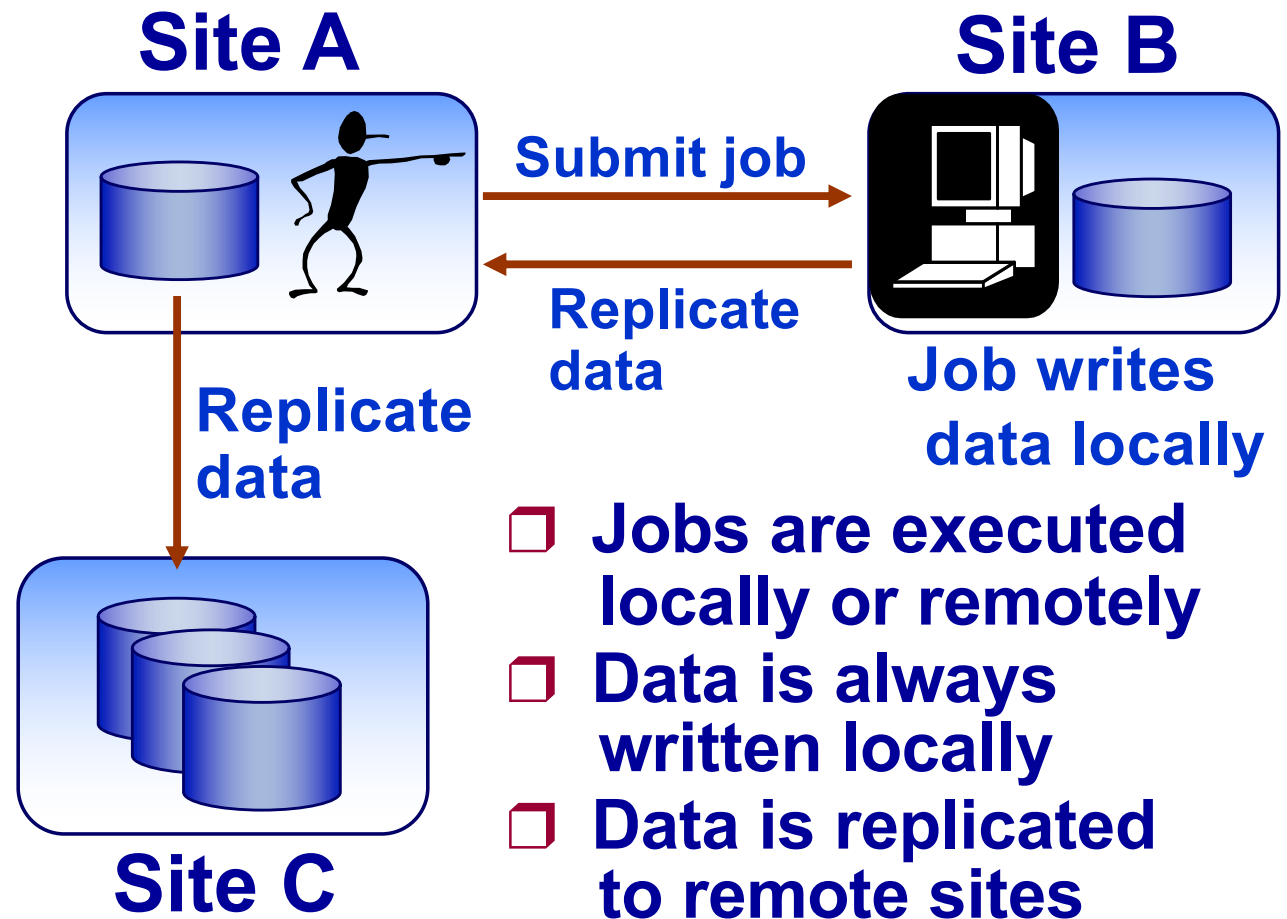 Site A
Site B
Submit job
Replicate
data
Job writes
data locally
Replicate
data
Jobs are executed
locally or remotely
Data is always
written locally
Data is replicated
to remote sites
Site C